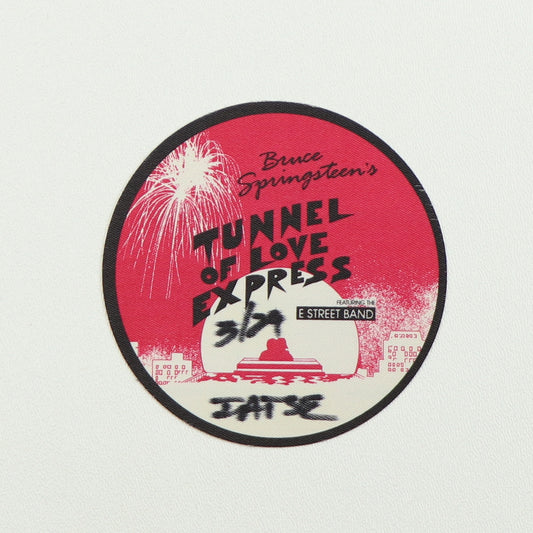 Bruce
Springsteen's
TUNNEL
OF LOVE
EXPRESS
FEATURING THE
E STREET BAND
3/29
IATSE